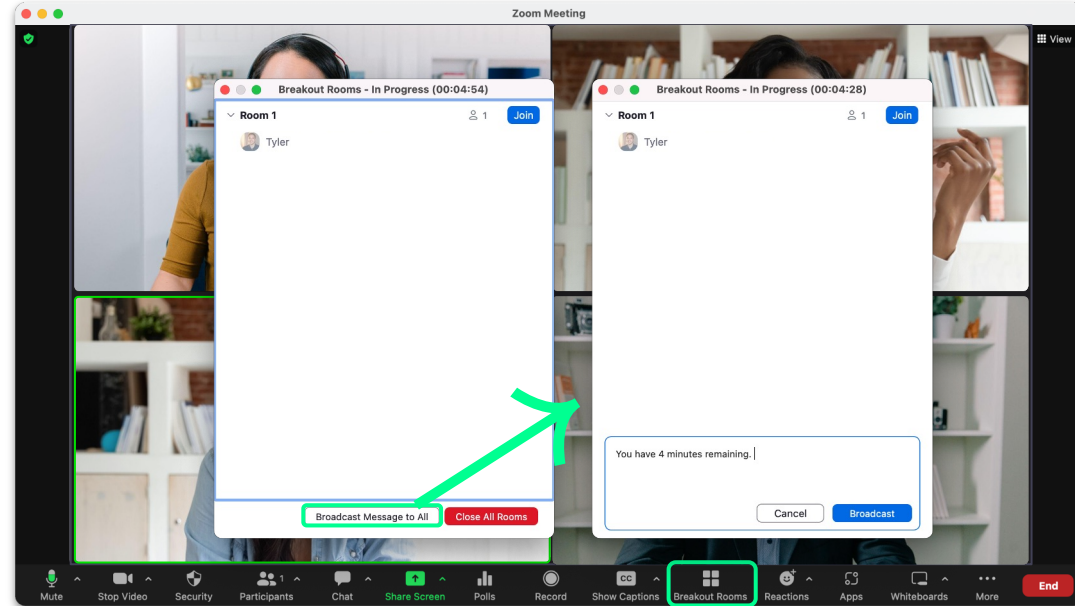 Zoom Meeting
View
Breakout Rooms - In Progress (00:04:54)
Room 1
1
Join
Tyler
Broadcast Message to All
Close All Rooms
Breakout Rooms - In Progress (00:04:28)
Room 1
1
Join
Tyler
You have 4 minutes remaining.
Cancel
Broadcast
Mute
Stop Video
Security
1
Participants
Chat
Share Screen
Polls
Record
CC
Show Captions
Breakout Rooms
Reactions
Apps
Whiteboards
More
End